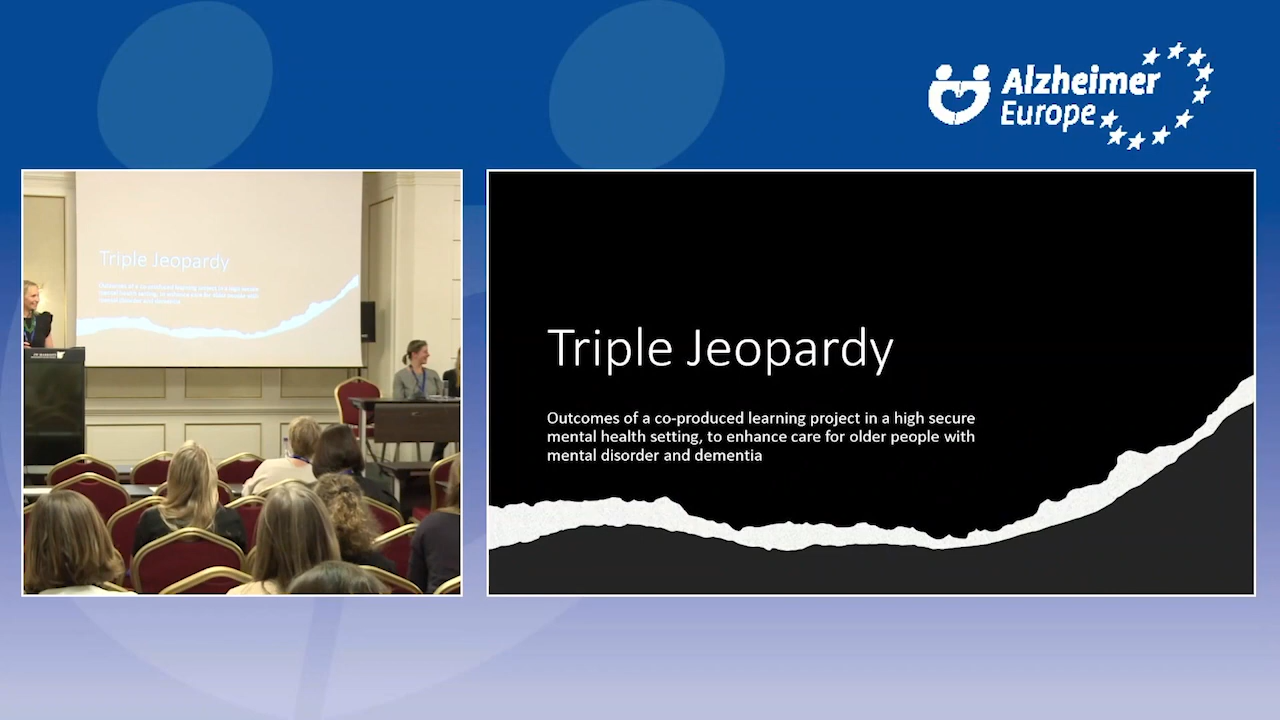 Alzheimer
Europe
Triple Jeopardy
Triple Jeopardy
Outcomes of a co-produced learning project in a high secure
mental health setting, to enhance care for older people with
mental disorder and dementia